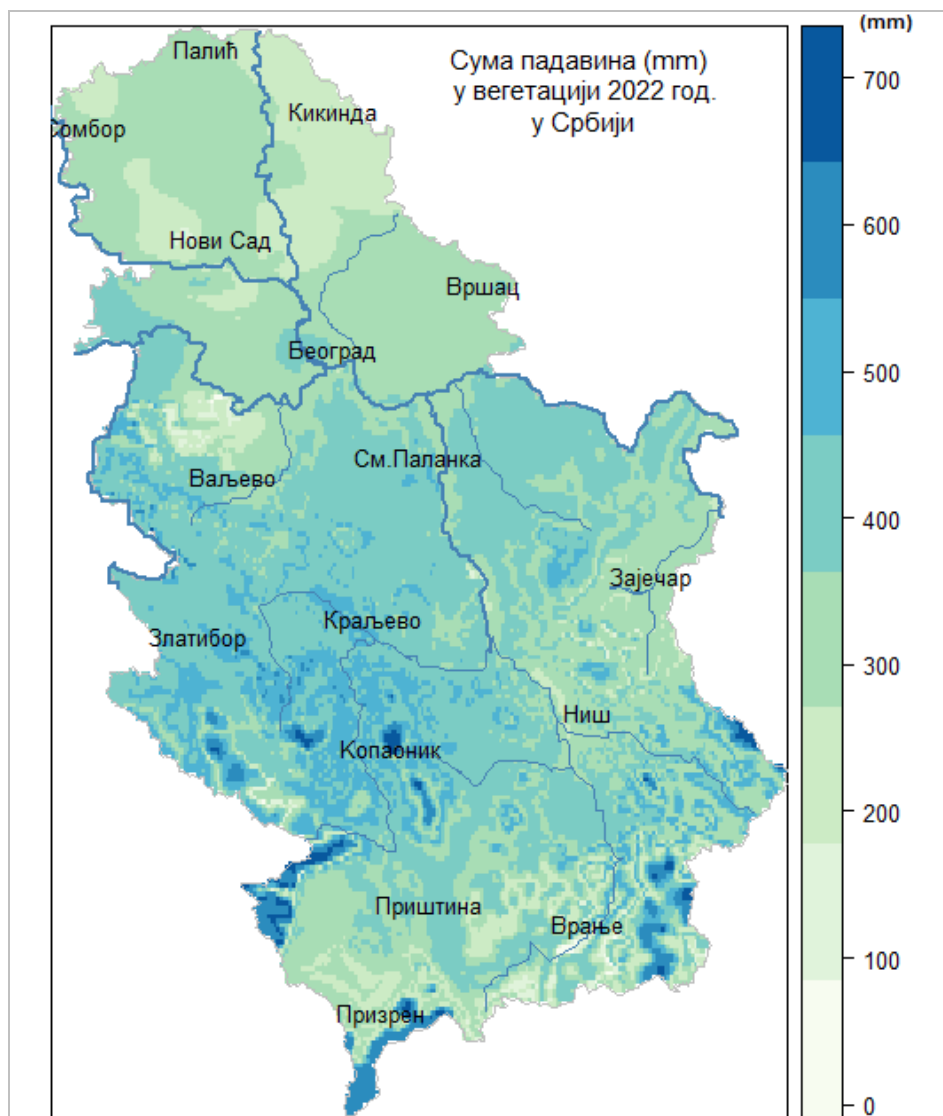 (mm)
Сума падавина (mm)
у вегетацији 2022 год.
у Србији
Палић
Кикинда
Сомбор
Нови Сад
Вршац
Београд
См.Паланка
Ваљево
Зајечар
Краљево
Златибор
Ниш
Копаоник
Приштина
Врање
Призрен
700
600
500
400
300
200
100
0